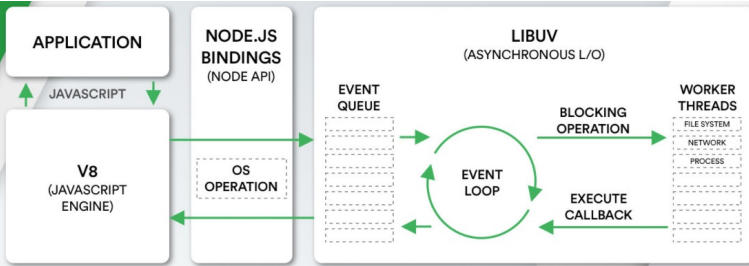 APPLICATION
JAVASCRIPT
V8
(JAVASCRIPT
ENGINE)
NODE.JS
BINDINGS
(NODE API)
OS
OPERATION
LIBUV
(ASYNCHRONOUS L/O)
EVENT
QUEUE
EVENT
LOOP
BLOCKING
OPERATION
EXECUTE
CALLBACK
WORKER
THREADS
FILE SYSTEM
NETWORK
PROCESS